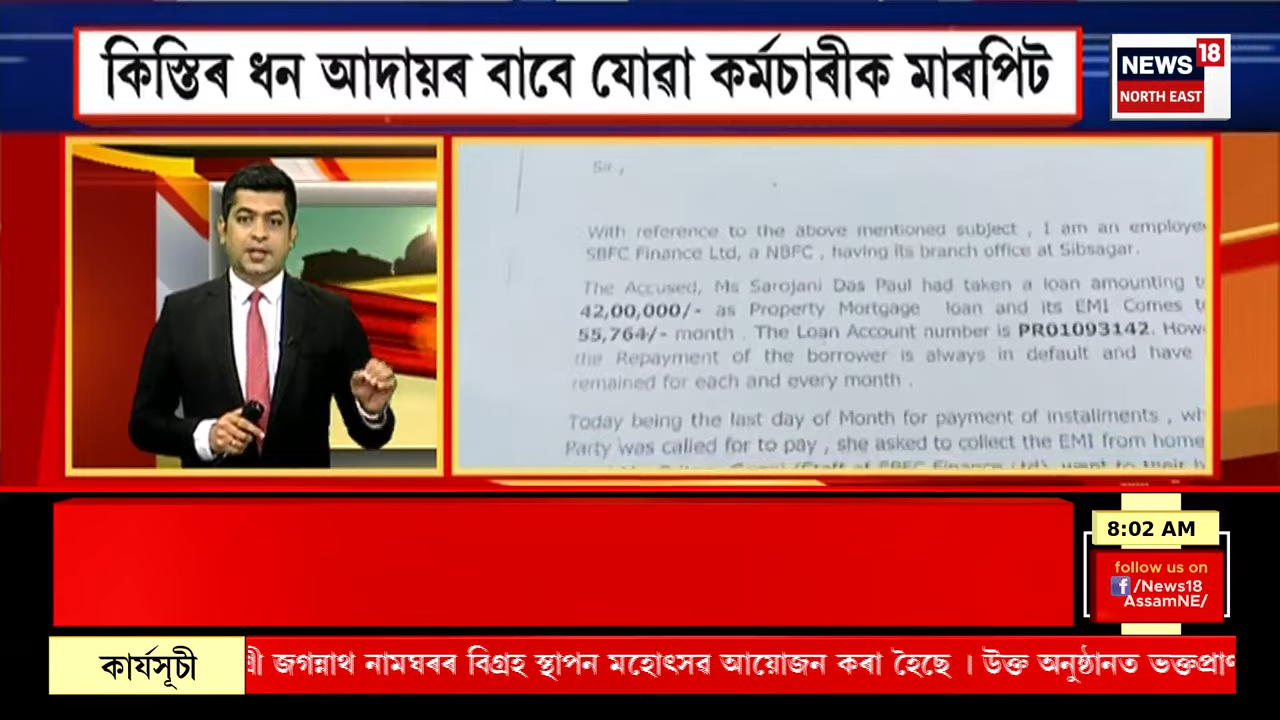 কিস্তিৰ ধন আদায়ৰ বাবে যোৱা কৰ্মচাৰীক মাৰপিট
NEWS 18
NORTH EAST
Sir,
With reference to the above mentioned subject , I am an employe
SBFC Finance Ltd, a NBFC , having its branch office at Sibsagar.
The Accused, Ms Sarojani Das Paul had taken a loan amounting t
42,00,000/- as Property Mortgage loan and its EMI Comes t
55,764/- month . The Loan Account number is PR01093142. How
the Repayment of the borrower is always in default and have
remained for each and every month .
Today being the last day of Month for payment of installments , wh
Party was called for to pay , she asked to collect the EMI from home
8:02 AM
follow us on
f/News18
AssamNE/
কাৰ্যসূচী
শ্ৰী জগন্নাথ নামঘৰৰ বিগ্ৰহ স্থাপন মহোৎসৱ আয়োজন কৰা হৈছে । উক্ত অনুষ্ঠানত ভক্তপ্ৰাণ